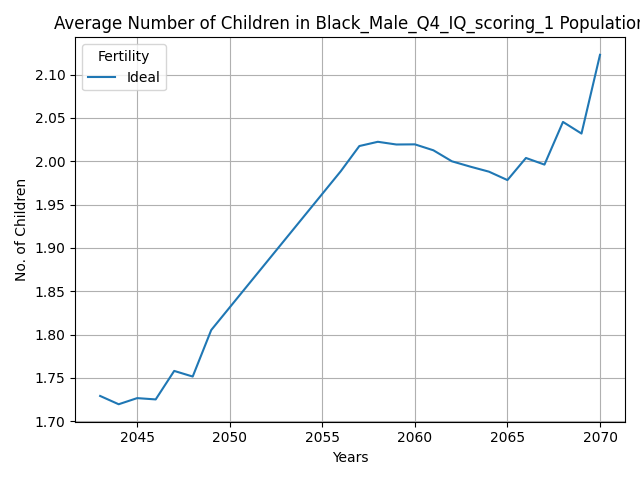 Average Number of Children in Black_Male_Q4_IQ_scoring_1 Population
Fertility
Ideal
No. of Children
2.10
2.05
2.00
1.95
1.90
1.85
1.80
1.75
1.70
2045 2050 2055 2060 2065 2070
Years